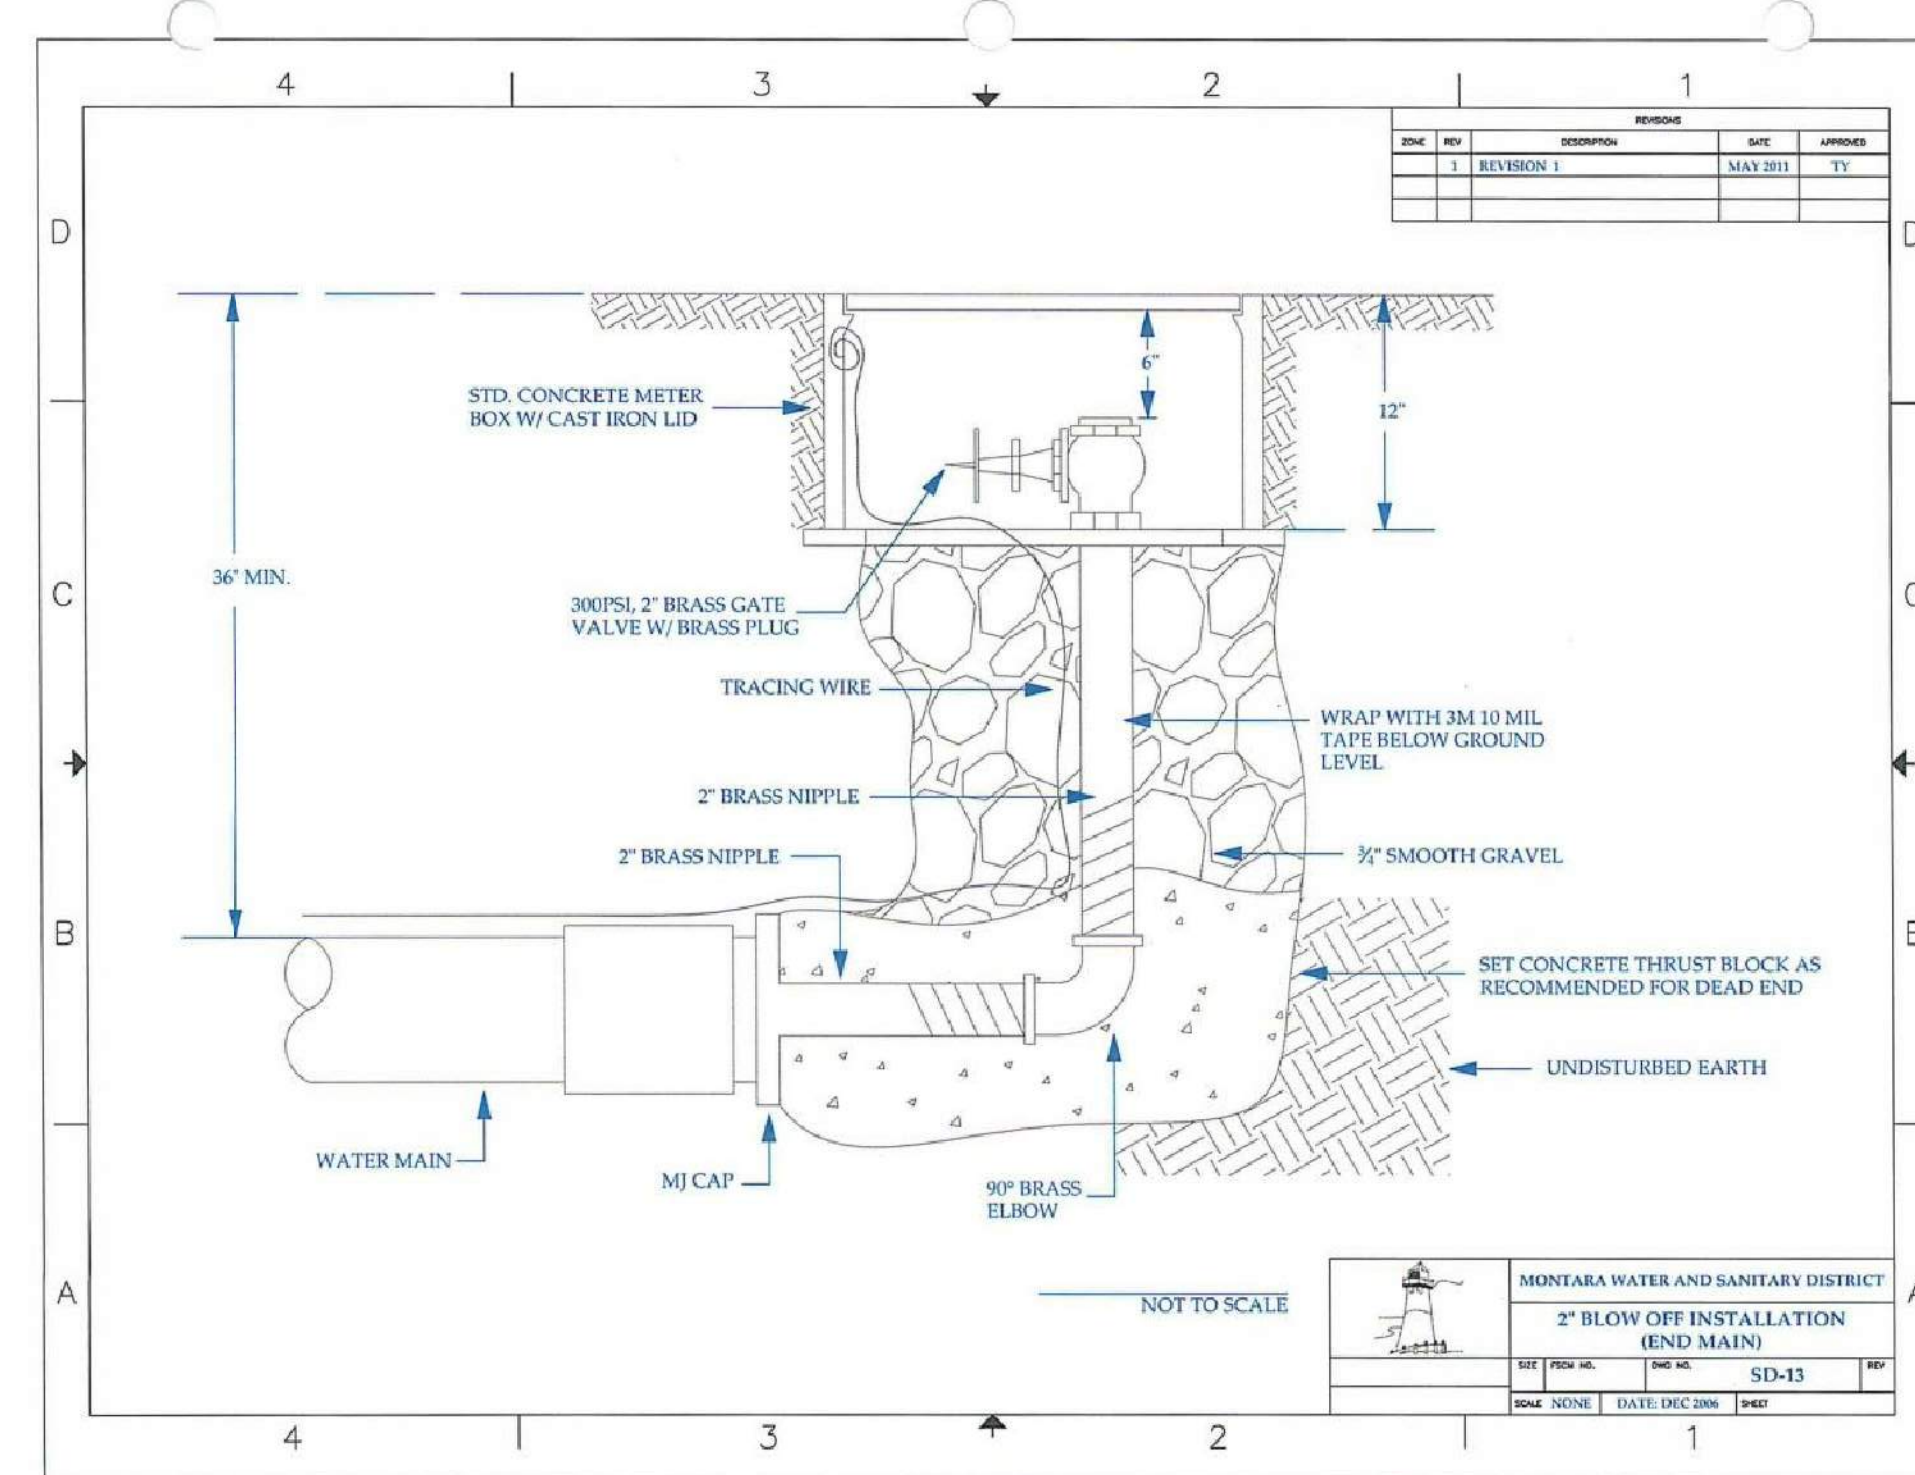 4 3 2 1
REVISIONS
ZONE REV DESCRIPTION DATE APPROVED
1 REVISION 1 MAY 2011 TY
D
D
6"
STD. CONCRETE METER
BOX W/ CAST IRON LID
12"
36" MIN.
C
300PSI, 2" BRASS GATE
VALVE W/ BRASS PLUG
TRACING WIRE
WRAP WITH 3M 10 MIL
TAPE BELOW GROUND
LEVEL
2" BRASS NIPPLE
2" BRASS NIPPLE
¾" SMOOTH GRAVEL
B
SET CONCRETE THRUST BLOCK AS
RECOMMENDED FOR DEAD END
UNDISTURBED EARTH
WATER MAIN
MJ CAP
90° BRASS
ELBOW
A
NOT TO SCALE
MONTARA WATER AND SANITARY DISTRICT
2" BLOW OFF INSTALLATION
(END MAIN)
SIZE FSCM NO. DWG NO. SD-13 REV
SCALE NONE DATE: DEC 2006 SHEET
4 3 2 1